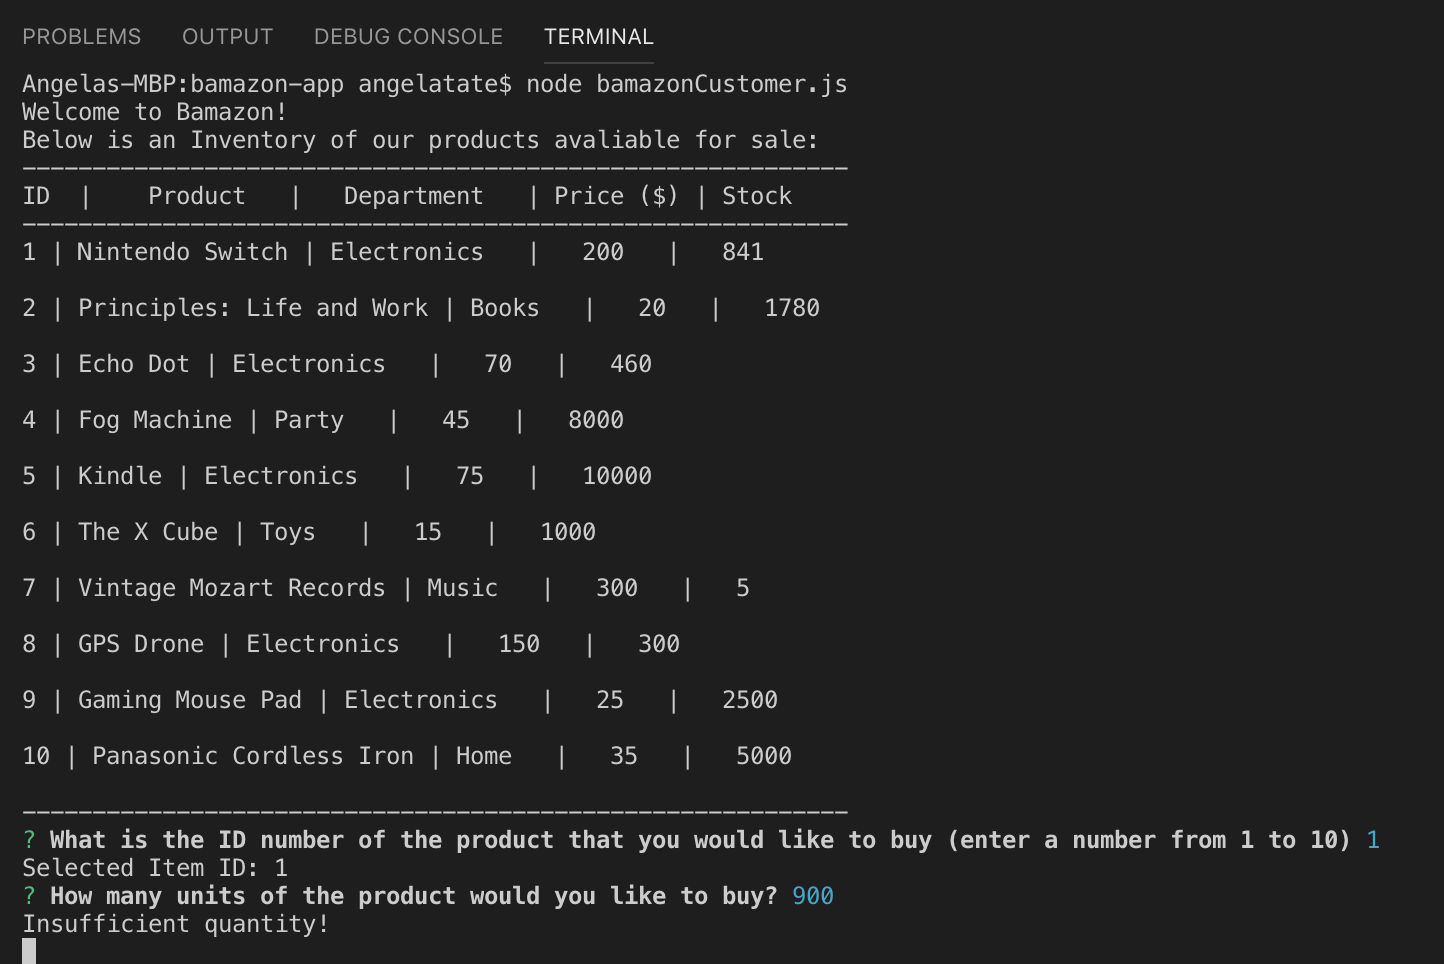 PROBLEMS OUTPUT DEBUG CONSOLE TERMINAL
Angelas-MBP:bamazon-app angelatate$ node bamazonCustomer.js
Welcome to Bamazon!
Below is an Inventory of our products avaliable for sale:
-----------------------------------------------------------
ID  |    Product   |   Department   | Price ($) | Stock
-----------------------------------------------------------
1 | Nintendo Switch | Electronics   |   200   |   841
2 | Principles: Life and Work | Books   |   20   |   1780
3 | Echo Dot | Electronics   |   70   |   460
4 | Fog Machine | Party   |   45   |   8000
5 | Kindle | Electronics   |   75   |   10000
6 | The X Cube | Toys   |   15   |   1000
7 | Vintage Mozart Records | Music   |   300   |   5
8 | GPS Drone | Electronics   |   150   |   300
9 | Gaming Mouse Pad | Electronics   |   25   |   2500
10 | Panasonic Cordless Iron | Home   |   35   |   5000
-----------------------------------------------------------
? What is the ID number of the product that you would like to buy (enter a number from 1 to 10) 1
Selected Item ID: 1
? How many units of the product would you like to buy? 900
Insufficient quantity!